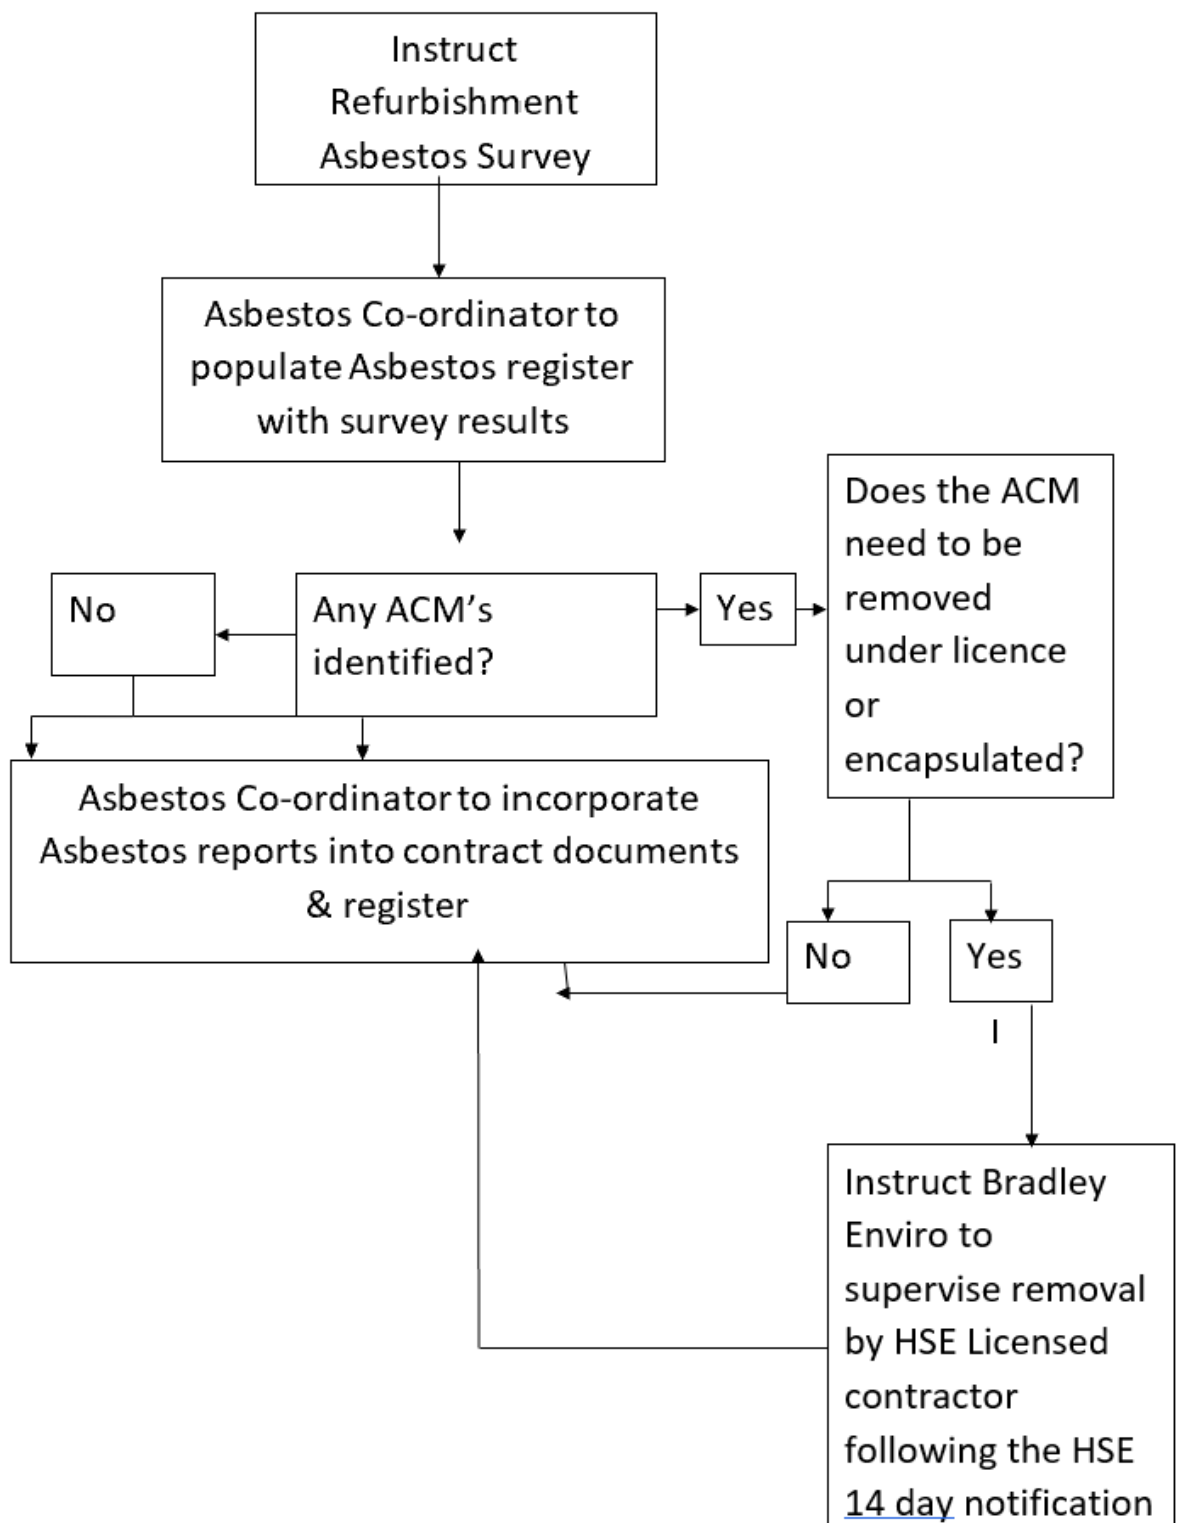 Instruct
Refurbishment
Asbestos Survey
Asbestos Co-ordinator to
populate Asbestos register
with survey results
Does the ACM
need to be
removed
under licence
or
encapsulated?
No
Any ACM’s
identified?
Yes
Asbestos Co-ordinator to incorporate
Asbestos reports into contract documents
& register
No
Yes
I
Instruct Bradley
Enviro to
supervise removal
by HSE Licensed
contractor
following the HSE
14 day notification